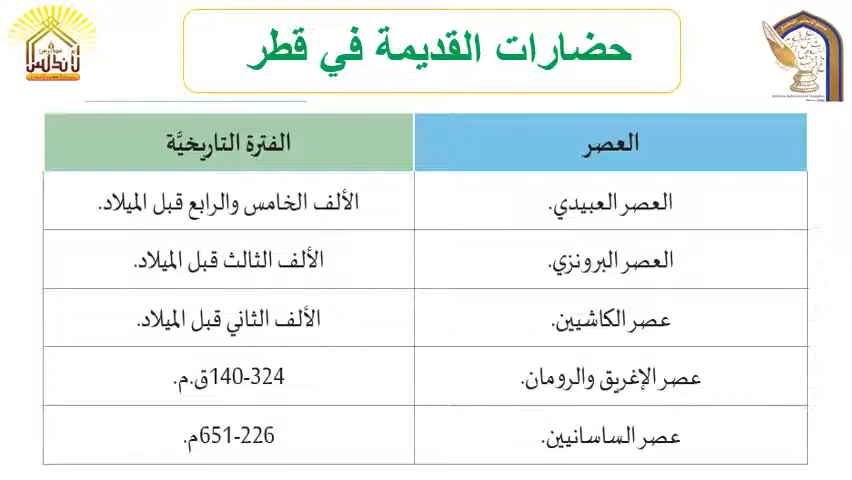 حضارات القديمة في قطر
العصر
الفترة التاريخيَّة
العصر العبيدي.
الألف الخامس والرابع قبل الميلاد.
العصر البرونزي.
الألف الثالث قبل الميلاد.
عصر الكاشيين.
الألف الثاني قبل الميلاد.
عصر الإغريق والرومان.
324-140ق.م.
عصر الساسانيين.
226-651م.